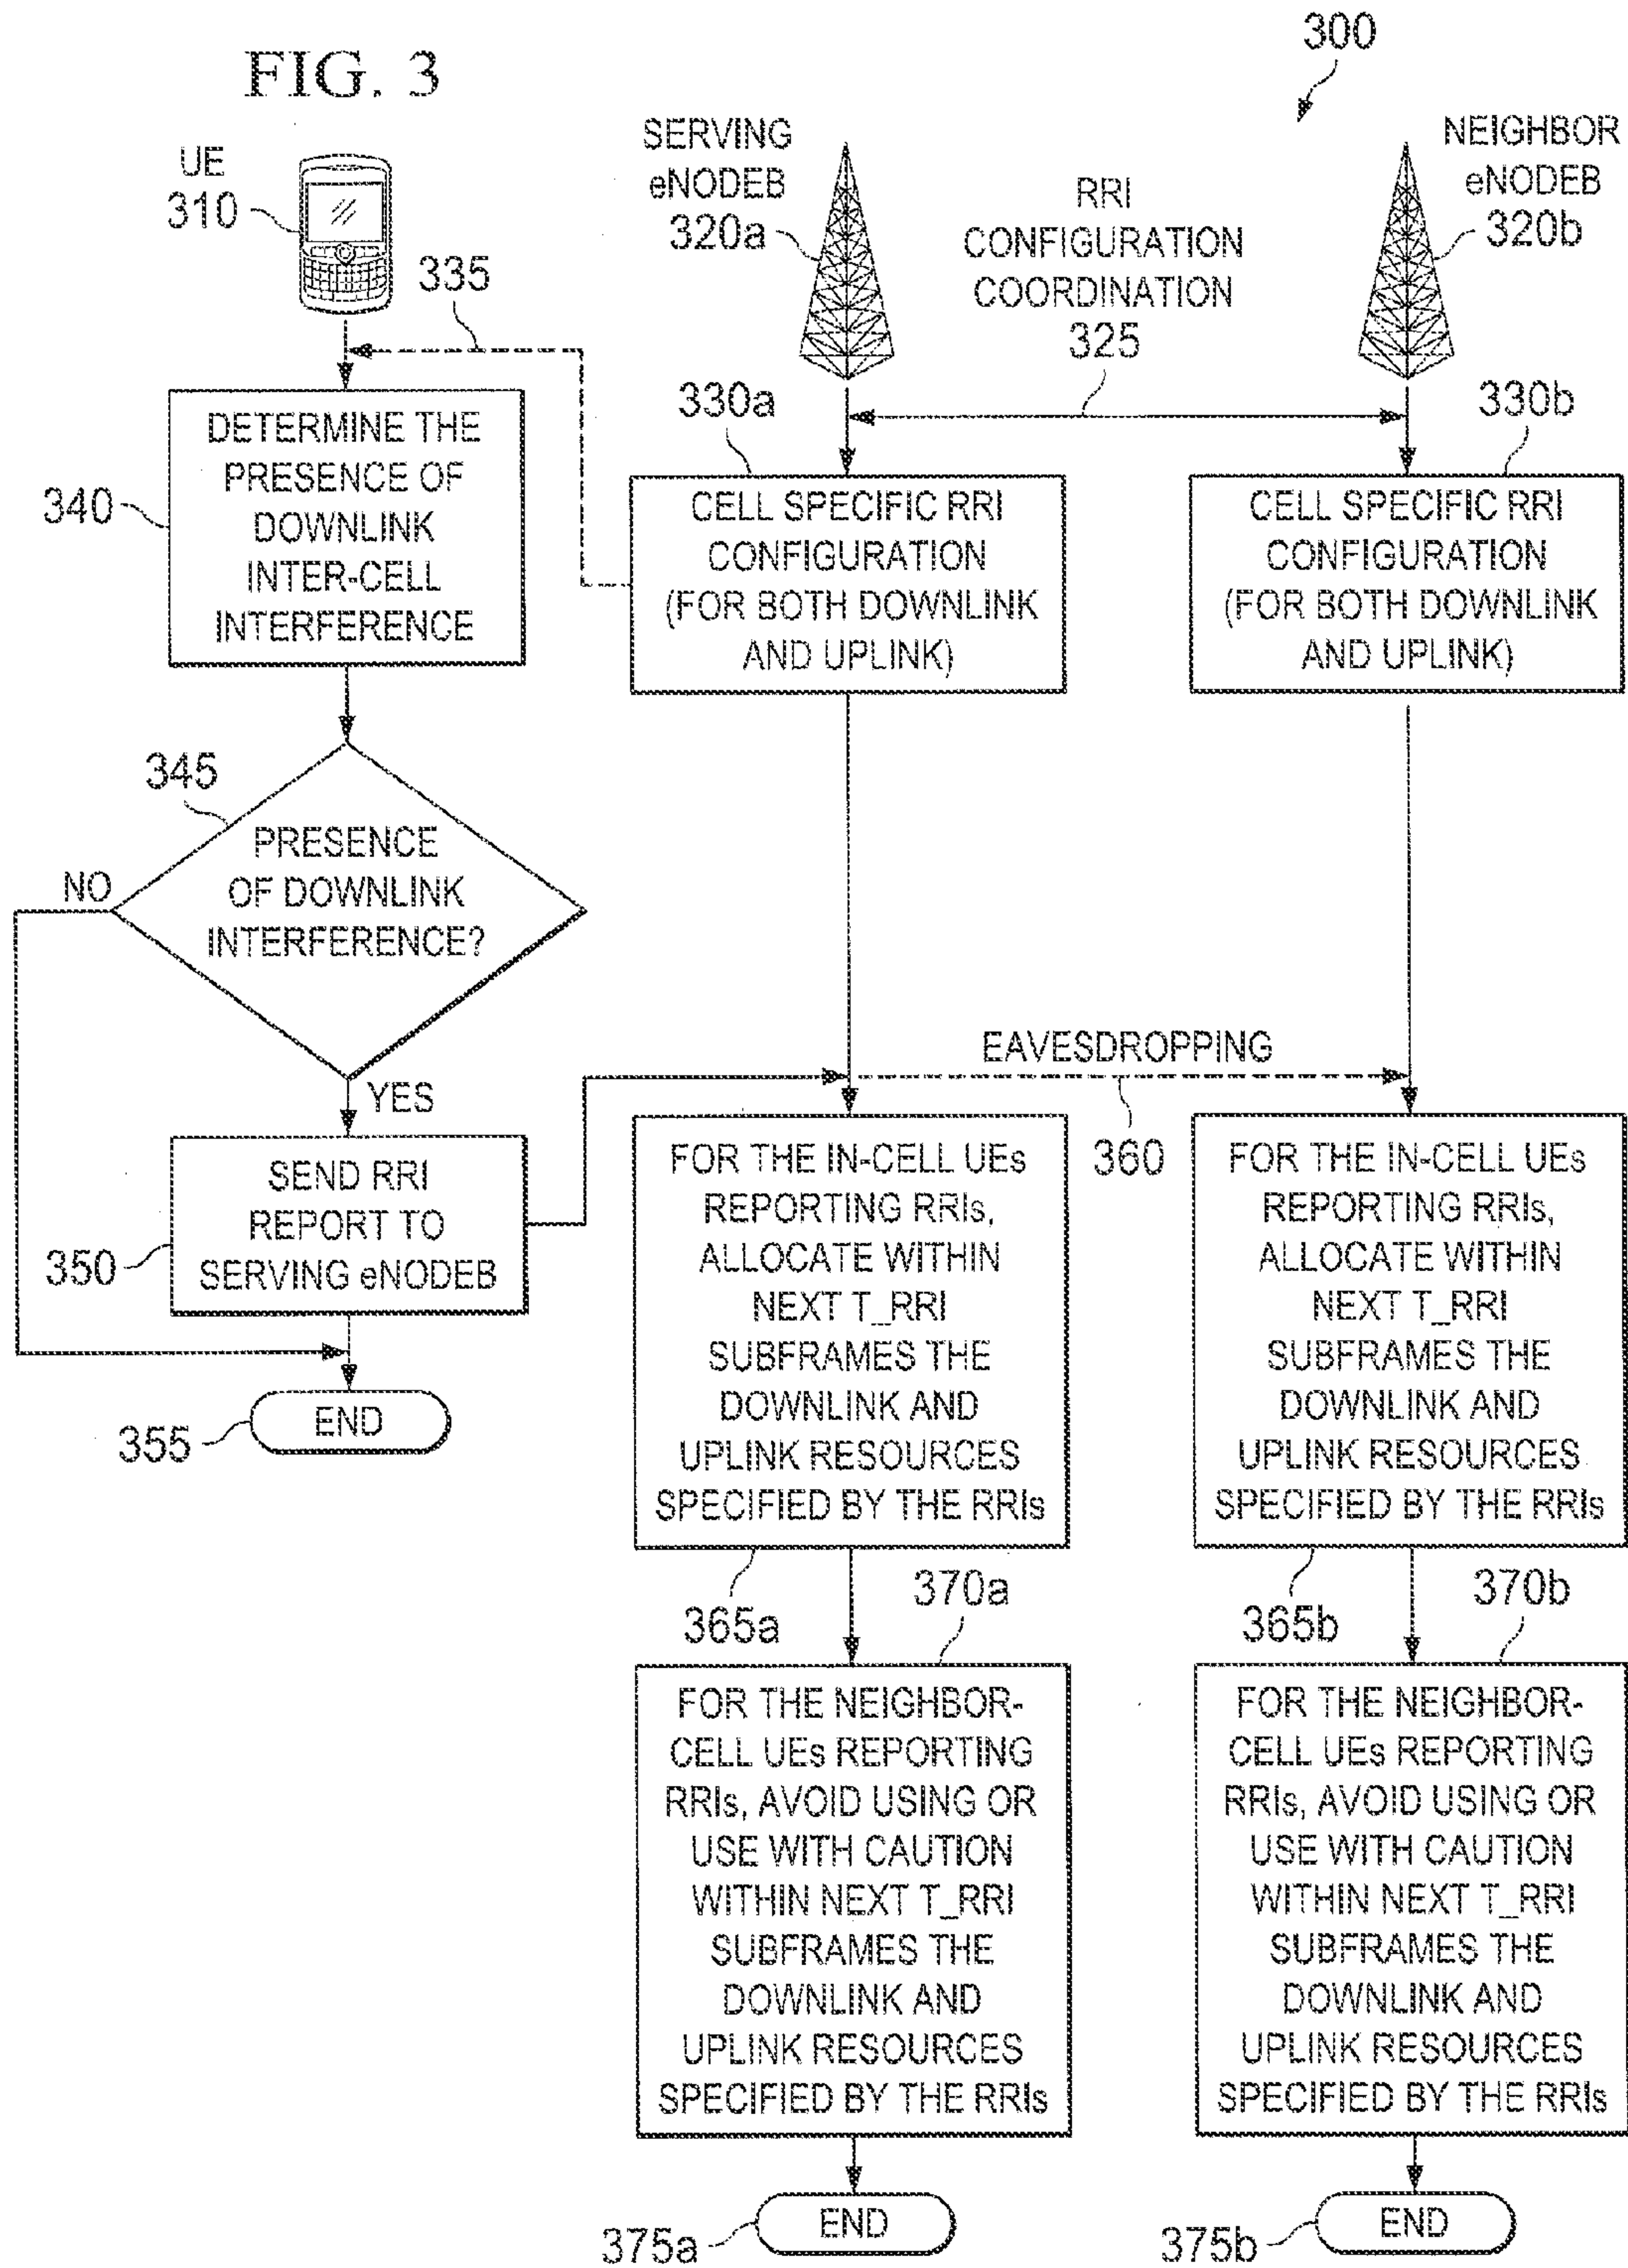 FIG. 3
300
UE
310
SERVING
eNODEB
320a
RRI
CONFIGURATION
COORDINATION
325
NEIGHBOR
eNODEB
320b
335
330a
330b
340
DETERMINE THE
PRESENCE OF
DOWNLINK
INTER-CELL
INTERFERENCE
CELL SPECIFIC RRI
CONFIGURATION
(FOR BOTH DOWNLINK
AND UPLINK)
CELL SPECIFIC RRI
CONFIGURATION
(FOR BOTH DOWNLINK
AND UPLINK)
345
NO
PRESENCE
OF DOWNLINK
INTERFERENCE?
YES
EAVESDROPPING
360
350
SEND RRI
REPORT TO
SERVING eNODEB
355
END
FOR THE IN-CELL UEs
REPORTING RRIs,
ALLOCATE WITHIN
NEXT T_RRI
SUBFRAMES THE
DOWNLINK AND
UPLINK RESOURCES
SPECIFIED BY THE RRIs
FOR THE IN-CELL UEs
REPORTING RRIs,
ALLOCATE WITHIN
NEXT T_RRI
SUBFRAMES THE
DOWNLINK AND
UPLINK RESOURCES
SPECIFIED BY THE RRIs
365a
370a
365b
370b
FOR THE NEIGHBOR-
CELL UEs REPORTING
RRIs, AVOID USING OR
USE WITH CAUTION
WITHIN NEXT T_RRI
SUBFRAMES THE
DOWNLINK AND
UPLINK RESOURCES
SPECIFIED BY THE RRIs
FOR THE NEIGHBOR-
CELL UEs REPORTING
RRIs, AVOID USING OR
USE WITH CAUTION
WITHIN NEXT T_RRI
SUBFRAMES THE
DOWNLINK AND
UPLINK RESOURCES
SPECIFIED BY THE RRIs
375a
END
375b
END